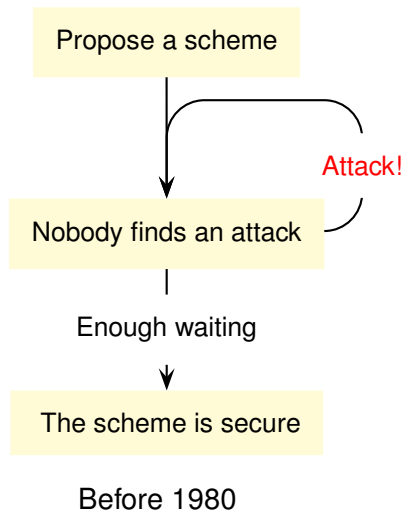 Propose a scheme
Attack!
Nobody finds an attack
Enough waiting
The scheme is secure
Before 1980